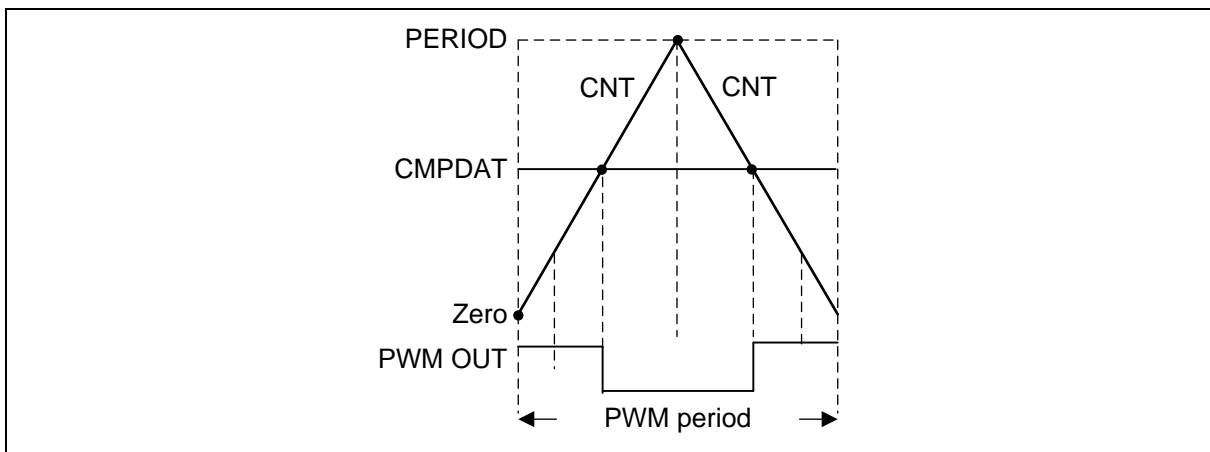 PERIOD
CNT CNT
CMPDAT
Zero
PWM OUT
PWM period